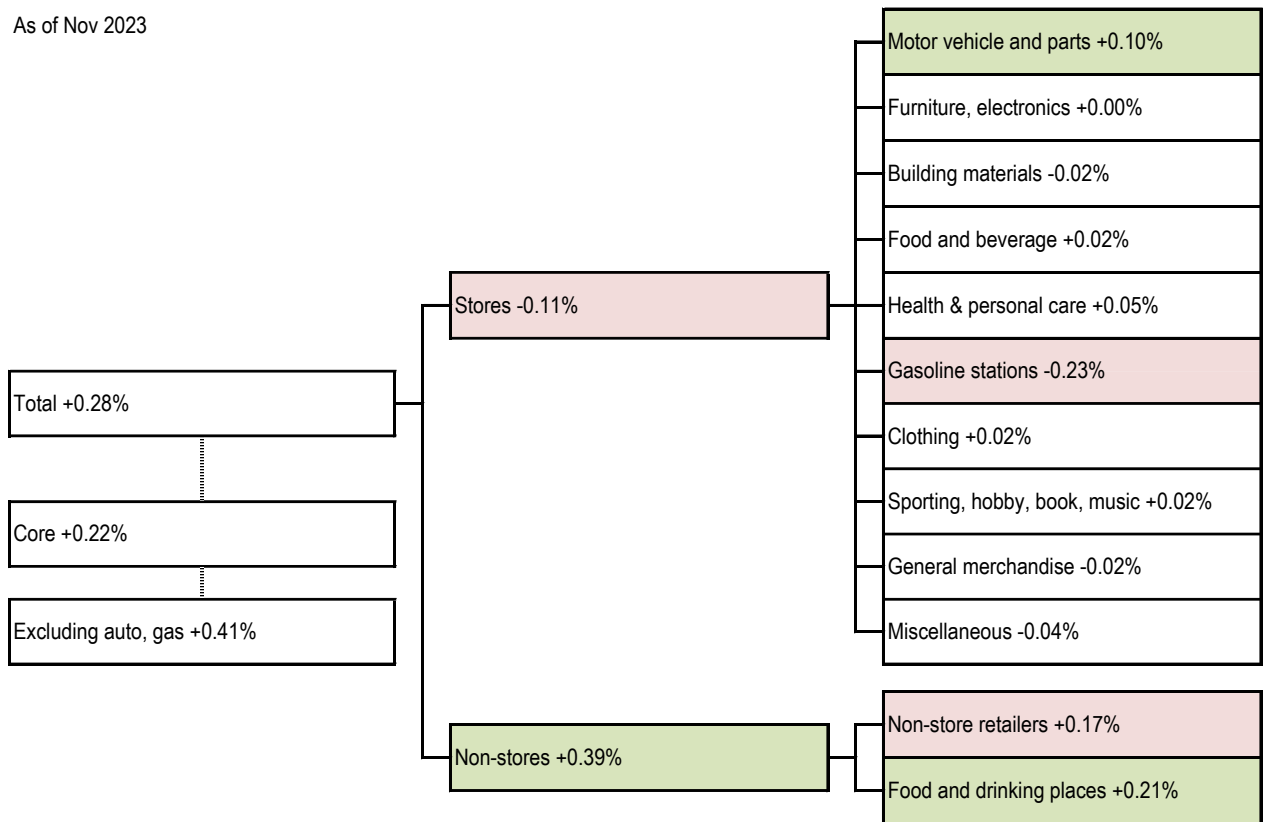 As of Nov 2023
Total +0.28%
Core +0.22%
Excluding auto, gas +0.41%
Stores -0.11%
Non-stores +0.39%
Motor vehicle and parts +0.10%
Furniture, electronics +0.00%
Building materials -0.02%
Food and beverage +0.02%
Health & personal care +0.05%
Gasoline stations -0.23%
Clothing +0.02%
Sporting, hobby, book, music +0.02%
General merchandise -0.02%
Miscellaneous -0.04%
Non-store retailers +0.17%
Food and drinking places +0.21%